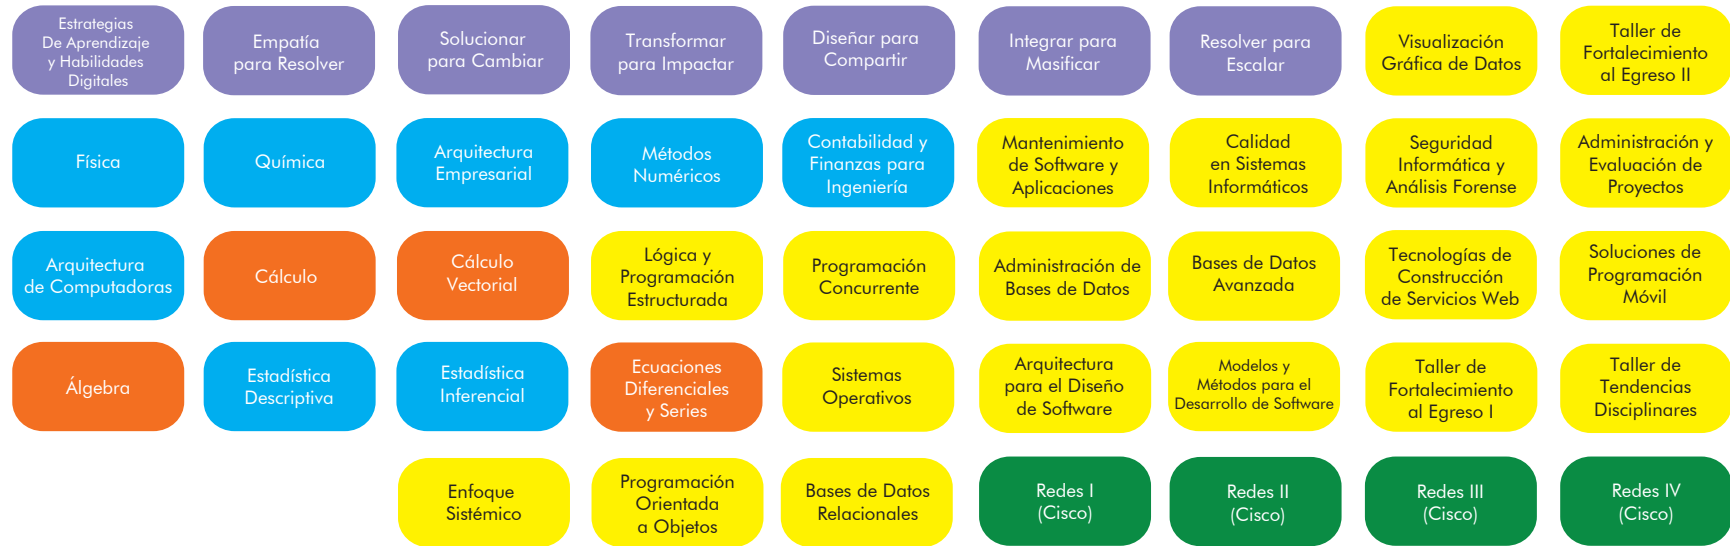 Estrategias
De Aprendizaje
y Habilidades
Digitales
Empatía
para Resolver
Solucionar
para Cambiar
Transformar
para Impactar
Diseñar para
Compartir
Integrar para
Masificar
Resolver para
Escalar
Visualización
Gráfica de Datos
Taller de
Fortalecimiento
al Egreso II
Física
Química
Arquitectura
Empresarial
Métodos
Numéricos
Contabilidad y
Finanzas para
Ingeniería
Mantenimiento
de Software y
Aplicaciones
Calidad
en Sistemas
Informáticos
Seguridad
Informática y
Análisis Forense
Administración y
Evaluación de
Proyectos
Arquitectura
de Computadoras
Cálculo
Cálculo
Vectorial
Lógica y
Programación
Estructurada
Programación
Concurrente
Administración de
Bases de Datos
Bases de Datos
Avanzada
Tecnologías de
Construcción
de Servicios Web
Soluciones de
Programación
Móvil
Álgebra
Estadística
Descriptiva
Estadística
Inferencial
Ecuaciones
Diferenciales
y Series
Sistemas
Operativos
Arquitectura
para el Diseño
de Software
Modelos y
Métodos para el
Desarrollo de Software
Taller de
Fortalecimiento
al Egreso I
Taller de
Tendencias
Disciplinares
Enfoque
Sistémico
Programación
Orientada
a Objetos
Bases de Datos
Relacionales
Redes I
(Cisco)
Redes II
(Cisco)
Redes III
(Cisco)
Redes IV
(Cisco)